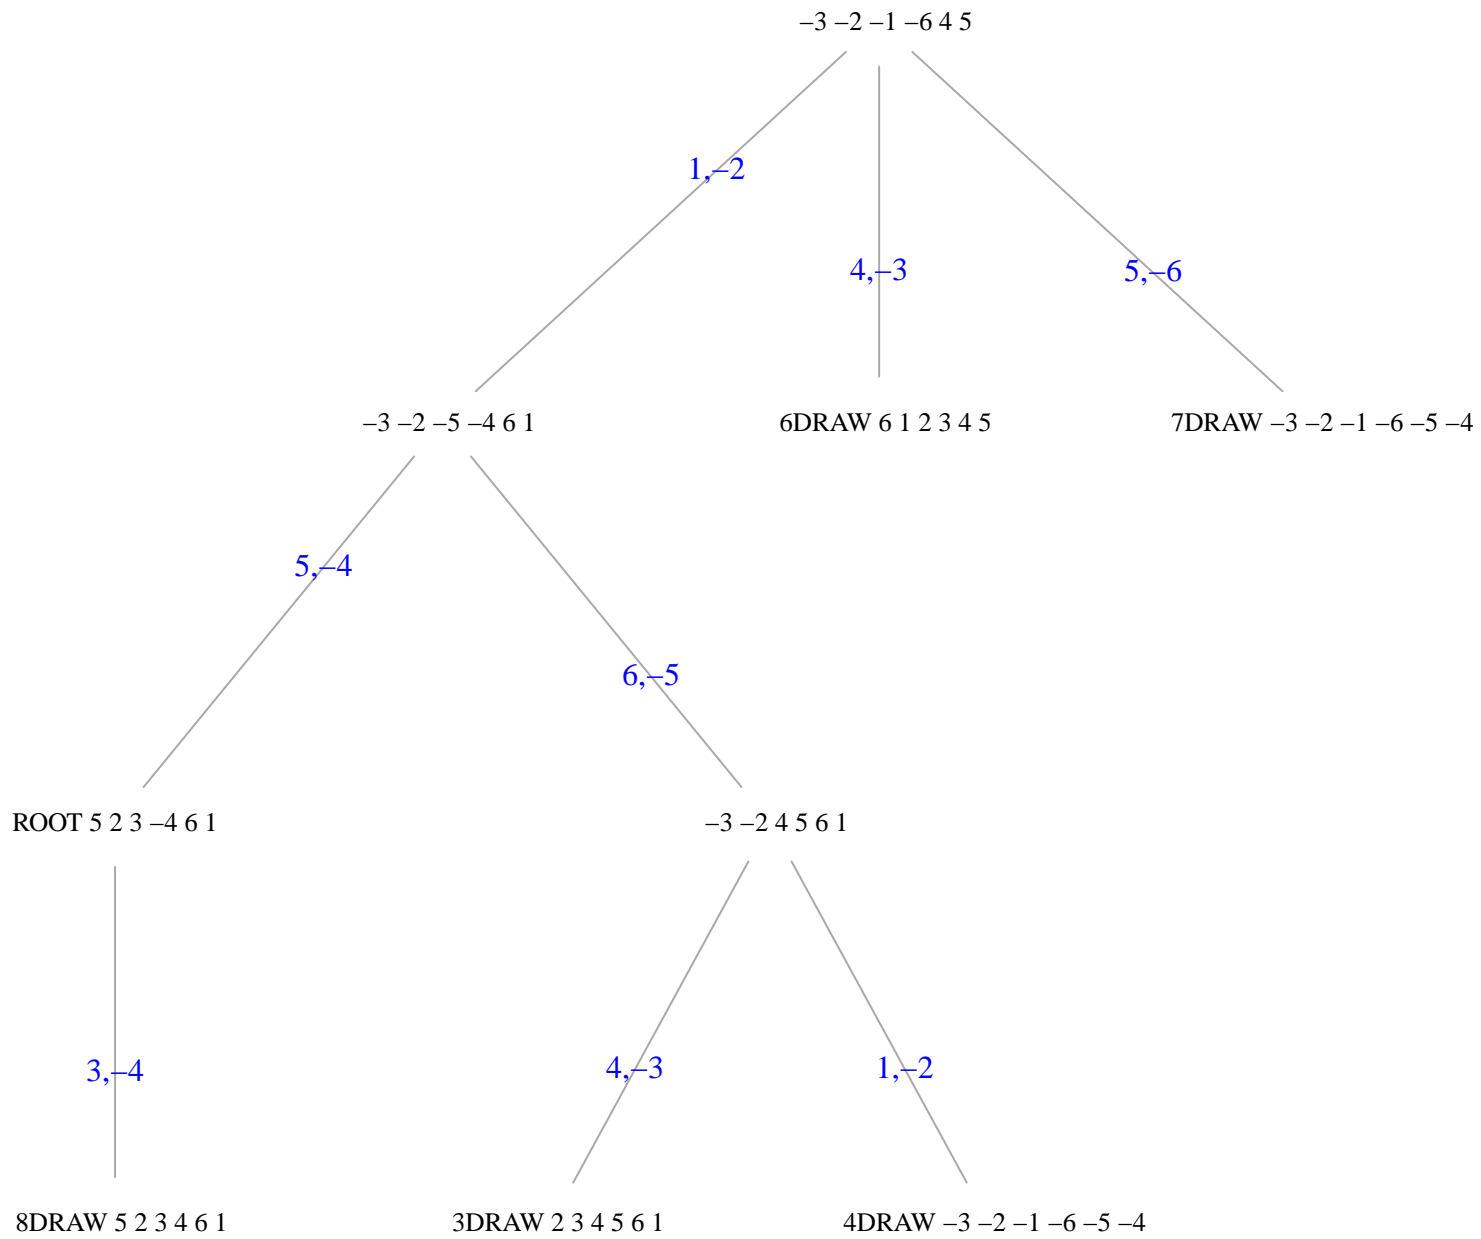 –3 –2 –1 –6 4 5
1,–2
4,–3
5,–6
–3 –2 –5 –4 6 1
6DRAW 6 1 2 3 4 5
7DRAW –3 –2 –1 –6 –5 –4
5,–4
6,–5
ROOT 5 2 3 –4 6 1
–3 –2 4 5 6 1
3,–4
4,–3
1,–2
8DRAW 5 2 3 4 6 1
3DRAW 2 3 4 5 6 1
4DRAW –3 –2 –1 –6 –5 –4